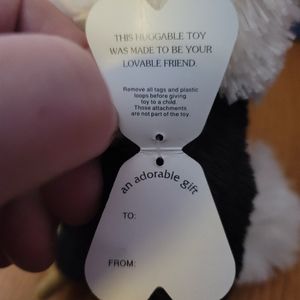 THIS HUGGABLE TOY
WAS MADE TO BE YOUR
LOVABLE FRIEND.
Remove all tags and plastic
loops before giving
toy to a child.
Those attachments
are not part of the toy.
an adorable gift
TO:
FROM: